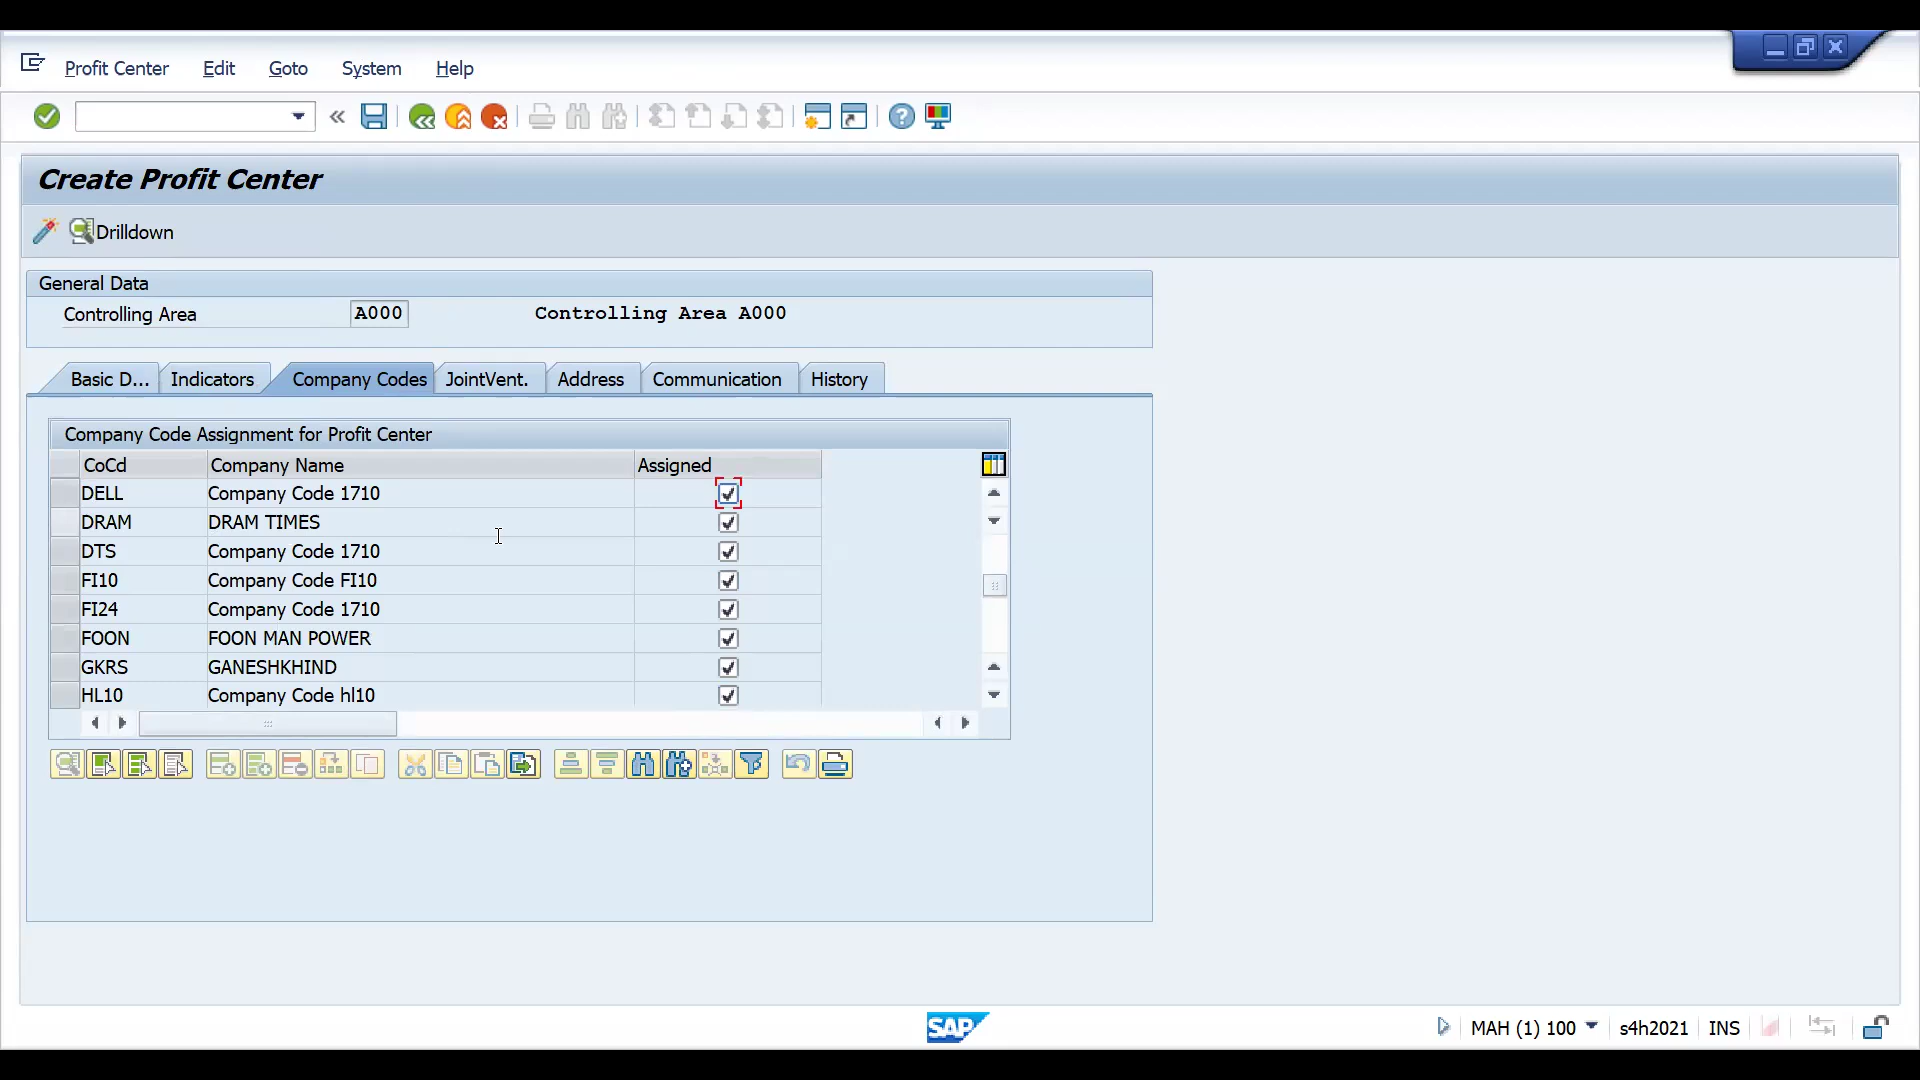 Profit Center Edit Goto System Help
Create Profit Center
Drilldown
General Data
Controlling Area A000 Controlling Area A000
Basic D... Indicators Company Codes JointVent. Address Communication History
Company Code Assignment for Profit Center
CoCd Company Name Assigned
DELL Company Code 1710
DRAM DRAM TIMES
DTS Company Code 1710
FI10 Company Code FI10
FI24 Company Code 1710
FOON FOON MAN POWER
GKRS GANESHKHIND
HL10 Company Code hl10
SAP MAH (1) 100 s4h2021 INS